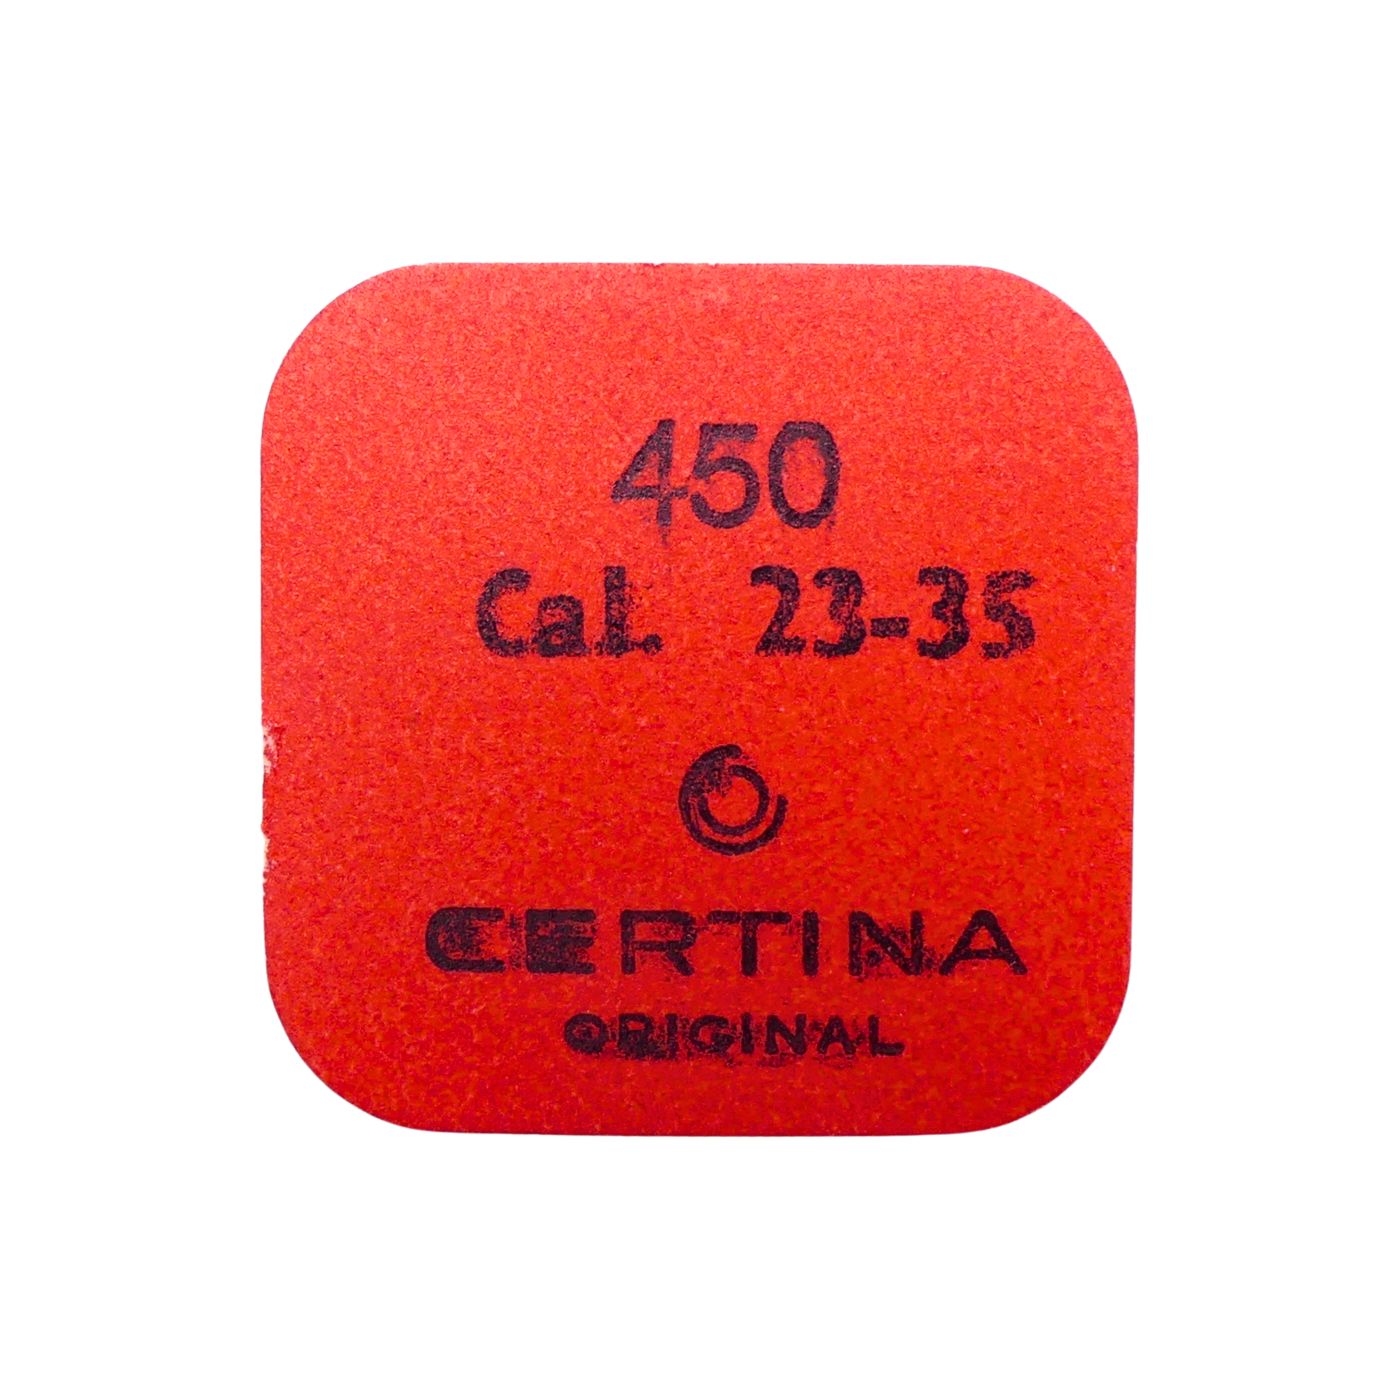 450
Cal. 23-35
CERTINA
ORIGINAL